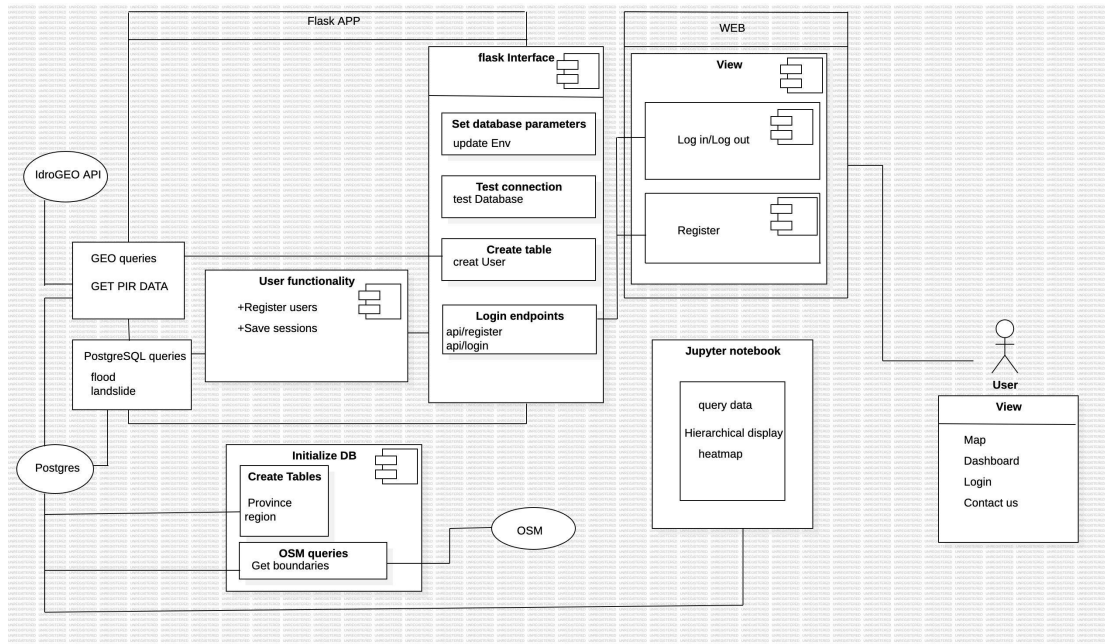 Flask APP
WEB
flask Interface
View
Set database parameters
update Env
Log in/Log out
IdroGEO API
Test connection
test Database
Register
Create table
creat User
GEO queries
GET PIR DATA
User functionality
+Register users
+Save sessions
Login endpoints
api/register
api/login
PostgreSQL queries
flood
landslide
Jupyter notebook
query data
Hierarchical display
heatmap
User
View
Map
Dashboard
Login
Contact us
Postgres
Initialize DB
Create Tables
Province
region
OSM queries
Get boundaries
OSM